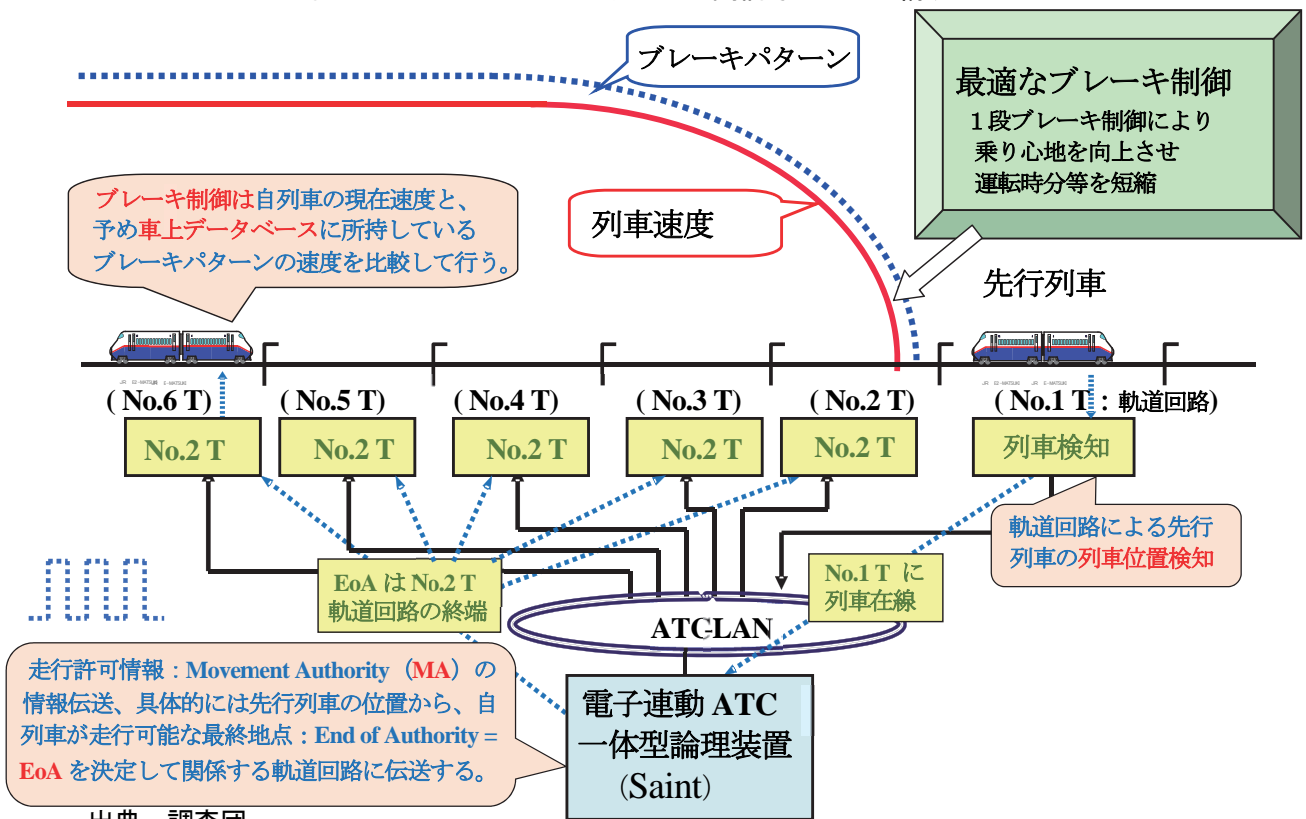 ブレーキパターン
最適なブレーキ制御
1段ブレーキ制御により
乗り心地を向上させ
運転時分等を短縮
ブレーキ制御は自列車の現在速度と、
予め車上データベースに所持している
ブレーキパターンの速度を比較して行う。
列車速度
先行列車
( No.6 T)
( No.5 T)
( No.4 T)
( No.3 T)
( No.2 T)
( No.1 T : 軌道回路)
No.2 T
No.2 T
No.2 T
No.2 T
No.2 T
列車検知
軌道回路による先行
列車の列車位置検知
EoA は No.2 T
軌道回路の終端
No.1 T に
列車在線
ATC-LAN
走行許可情報：Movement Authority（MA）の
情報伝送、具体的には先行列車の位置から、自
列車が走行可能な最終地点：End of Authority =
EoA を決定して関係する軌道回路に伝送する。
電子連動 ATC
一体型論理装置
(Saint)